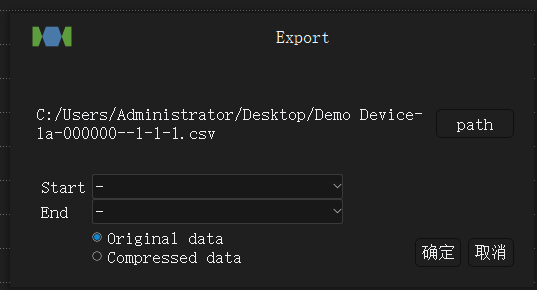 Export
C:/Users/Administrator/Desktop/Demo Device-
1a-000000--1-1-1.csv
path
Start -
End -
Original data
Compressed data
确定 取消